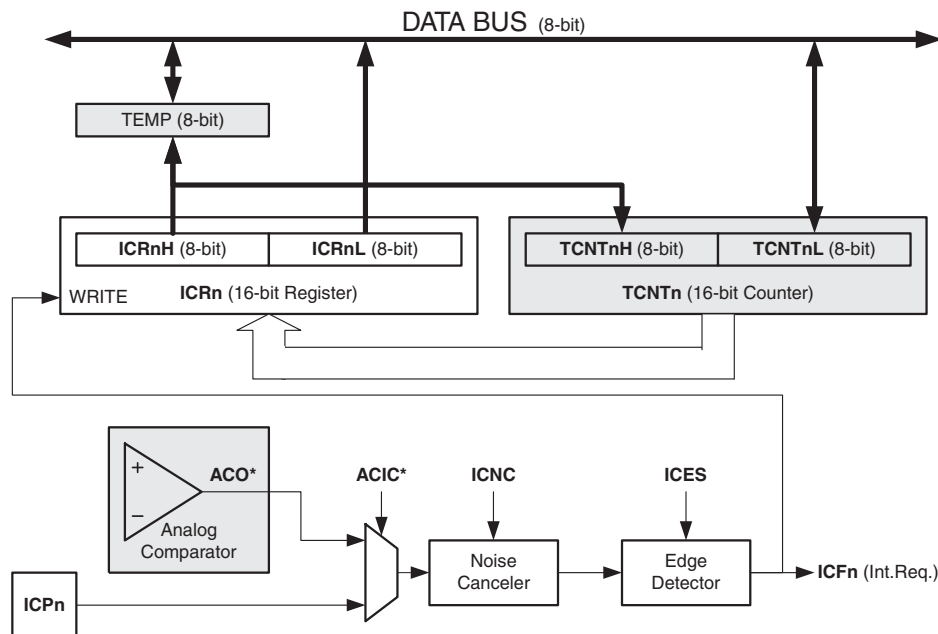 DATA BUS (8-bit)
TEMP (8-bit)
ICRnH (8-bit)
ICRnL (8-bit)
TCNTnH (8-bit)
TCNTnL (8-bit)
WRITE
ICRn (16-bit Register)
TCNTn (16-bit Counter)
+
−
ACO*
Analog
Comparator
ACIC*
ICNC
ICES
Noise
Canceler
Edge
Detector
ICFn (Int.Req.)
ICPn